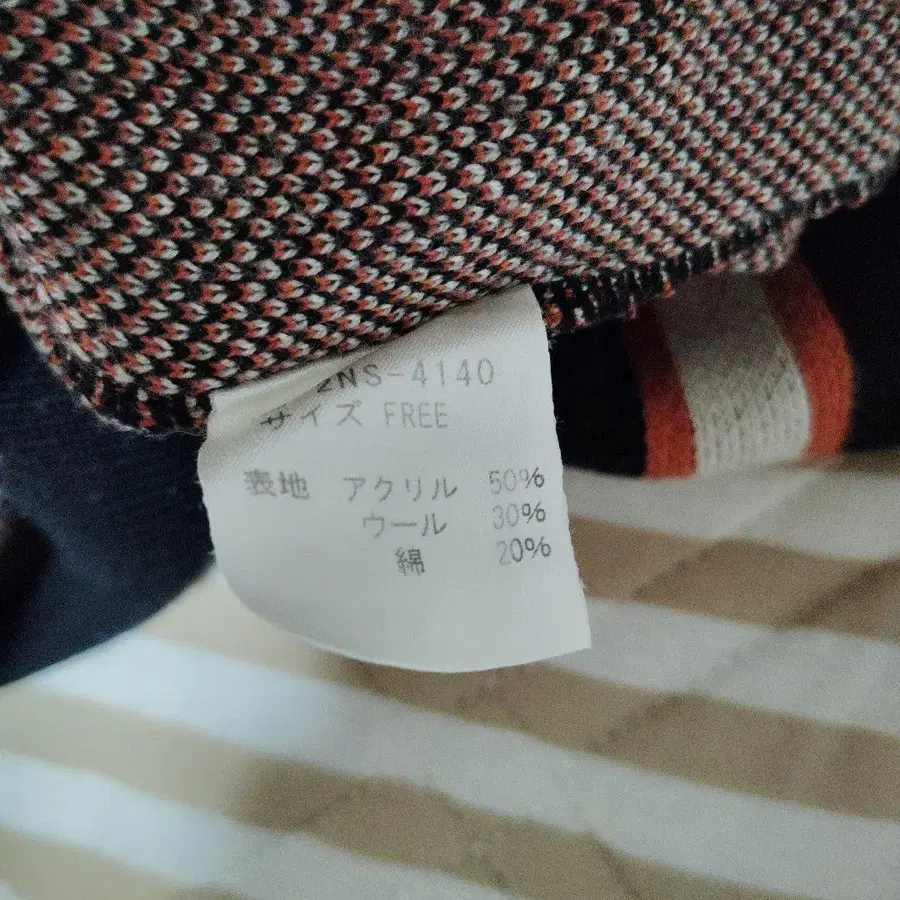 2NS-4140
サイズ FREE
表地 アクリル 50%
ウール 30%
綿 20%